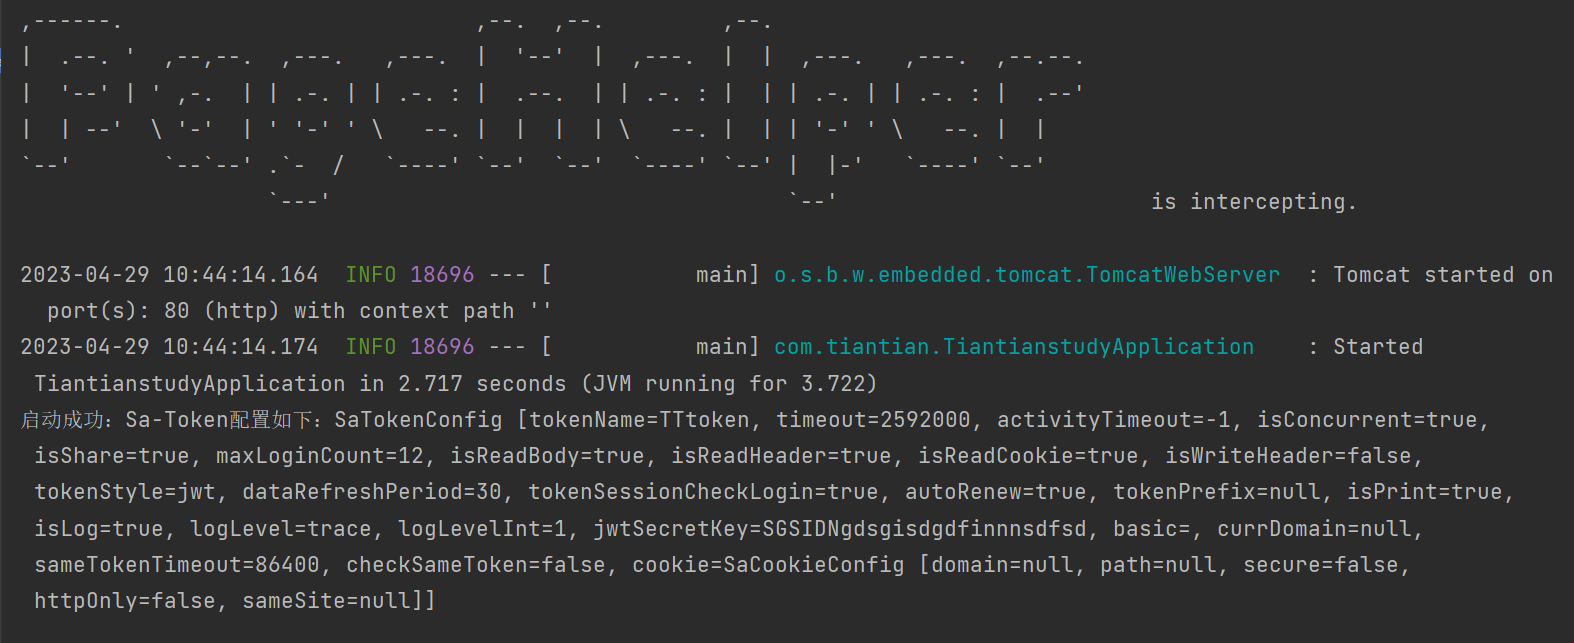 ,------.                           ,--.  ,--.         ,--.
|  .--. '  ,--,--.  ,---.   ,---.  |  '--'  |  ,---.  |  |  ,---.   ,---.  ,--.--.
|  '--' | ' ,-.  | | .-. | | .-. : |  .--.  | | .-. : |  | | .-. | | .-. : |  .--'
|  | --'  \ '-'  | ' '-' ' \   --. |  |  |  | \   --. |  | | '-' ' \   --. |  |
`--'       `--`--' .`-  /   `----' `--'  `--'  `----' `--' |  |-'   `----' `--'
                   `---'                                   `--'                        is intercepting.
2023-04-29 10:44:14.164  INFO 18696 --- [           main] o.s.b.w.embedded.tomcat.TomcatWebServer  : Tomcat started on
port(s): 80 (http) with context path ''
2023-04-29 10:44:14.174  INFO 18696 --- [           main] com.tiantian.TiantianstudyApplication    : Started
TiantianstudyApplication in 2.717 seconds (JVM running for 3.722)
启动成功：Sa-Token配置如下：SaTokenConfig [tokenName=TTtoken, timeout=2592000, activityTimeout=-1, isConcurrent=true,
isShare=true, maxLoginCount=12, isReadBody=true, isReadHeader=true, isReadCookie=true, isWriteHeader=false,
tokenStyle=jwt, dataRefreshPeriod=30, tokenSessionCheckLogin=true, autoRenew=true, tokenPrefix=null, isPrint=true,
isLog=true, logLevel=trace, logLevelInt=1, jwtSecretKey=SGSIDNgdsgisdgdfinnnsdfsd, basic=, currDomain=null,
sameTokenTimeout=86400, checkSameToken=false, cookie=SaCookieConfig [domain=null, path=null, secure=false,
httpOnly=false, sameSite=null]]